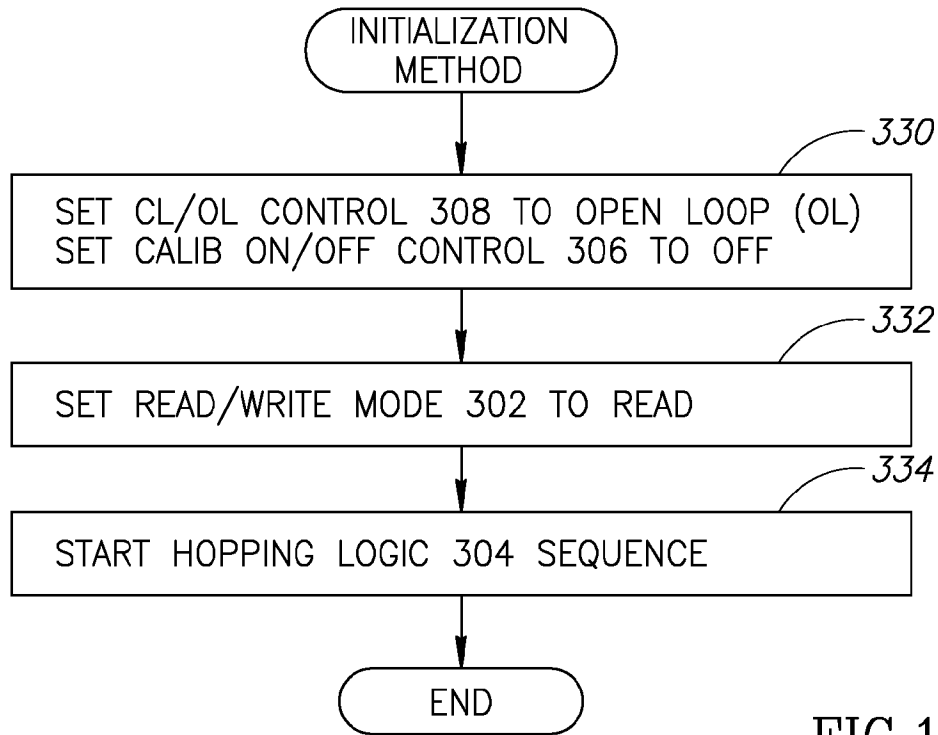 INITIALIZATION
METHOD
330
SET CL/OL CONTROL 308 TO OPEN LOOP (OL)
SET CALIB ON/OFF CONTROL 306 TO OFF
332
SET READ/WRITE MODE 302 TO READ
334
START HOPPING LOGIC 304 SEQUENCE
END